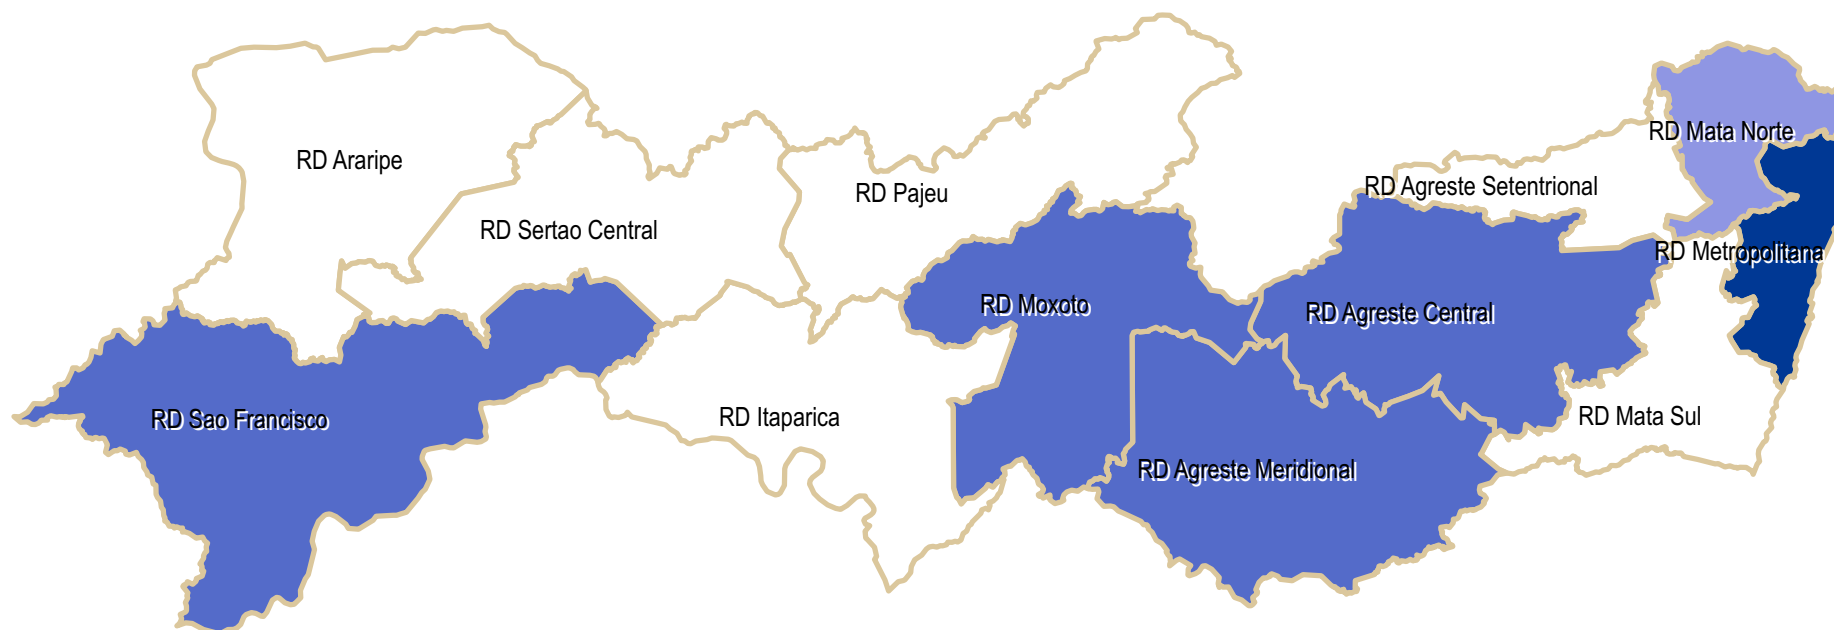 RD Mata Norte
RD Araripe
RD Agreste Setentrional
RD Pajeu
RD Sertao Central
RD Metropolitana
RD Moxoto
RD Agreste Central
RD Sao Francisco
RD Itaparica
RD Mata Sul
RD Agreste Meridional